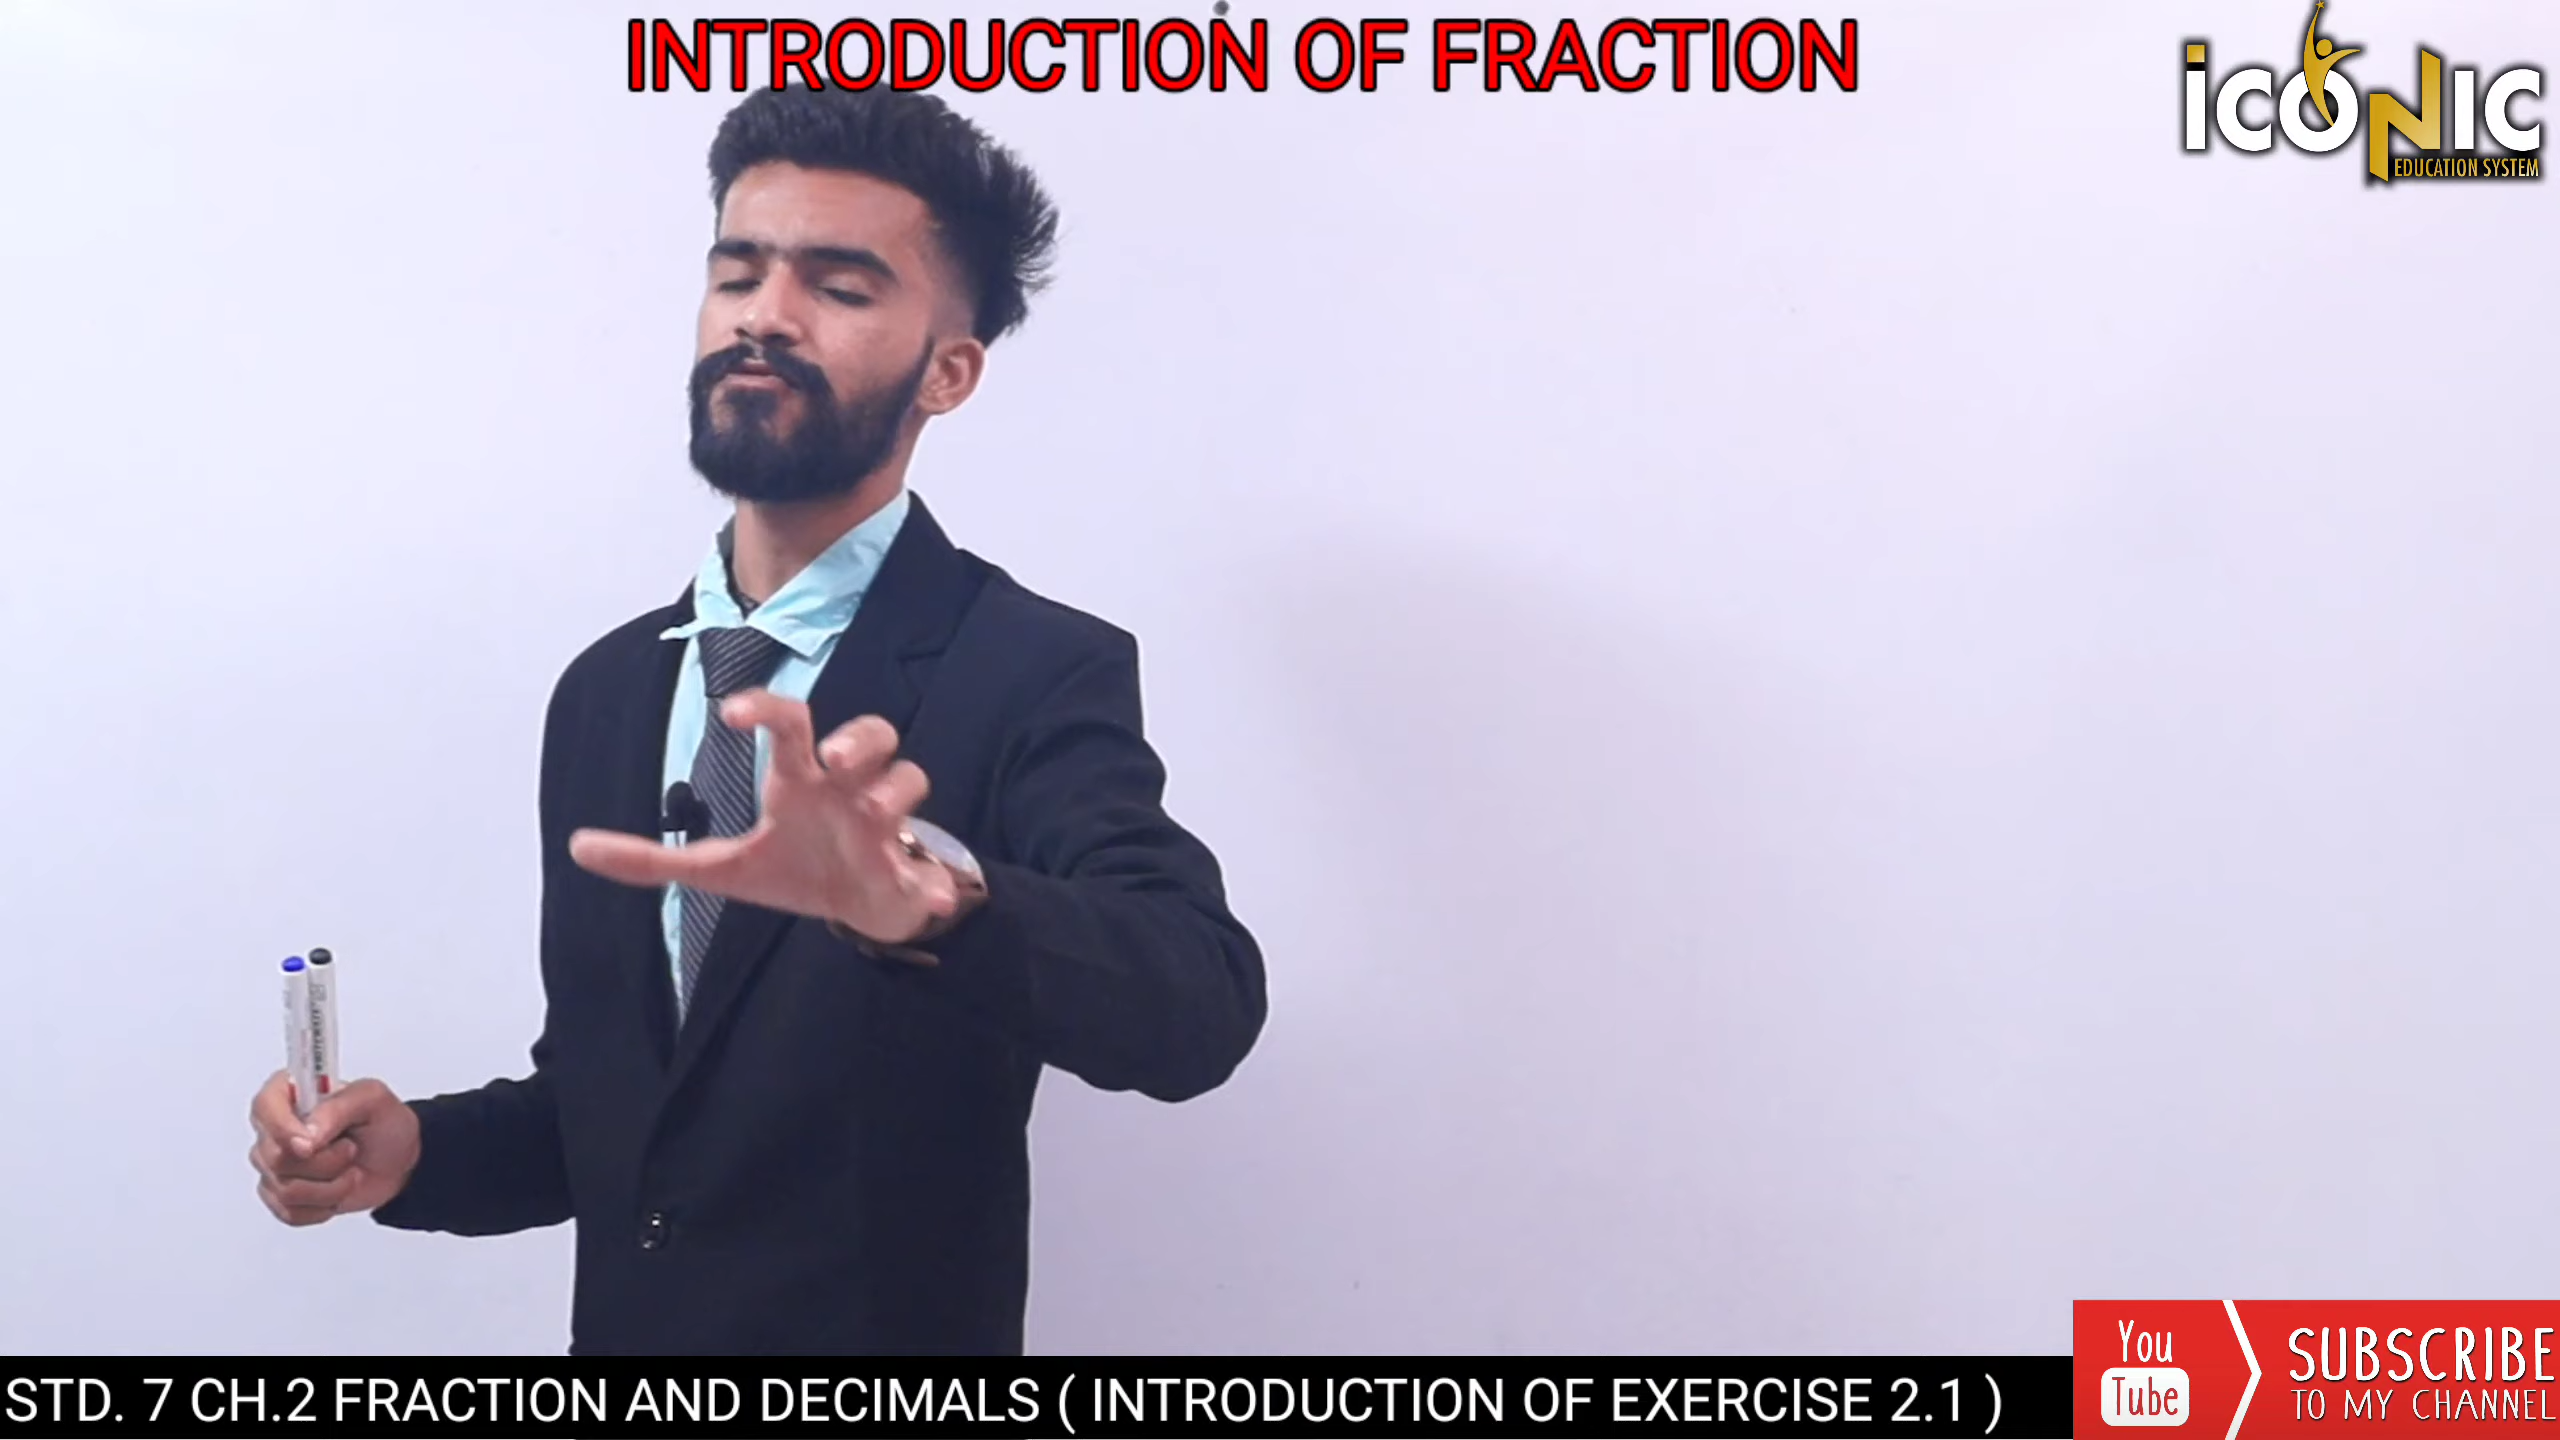 INTRODUCTION OF FRACTION
iCONIC
EDUCATION SYSTEM
STD. 7 CH.2 FRACTION AND DECIMALS ( INTRODUCTION OF EXERCISE 2.1 )
You
Tube
SUBSCRIBE
TO MY CHANNEL